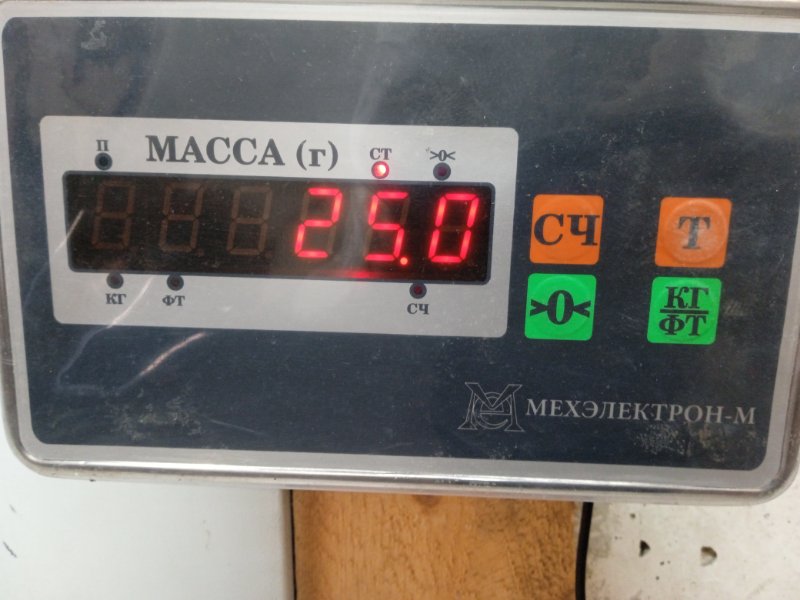 П МАССА (г) СТ >0<
25.0
КГ ФТ СЧ
СЧ Т
>0< КГ/ФТ
МЕХЭЛЕКТРОН-М